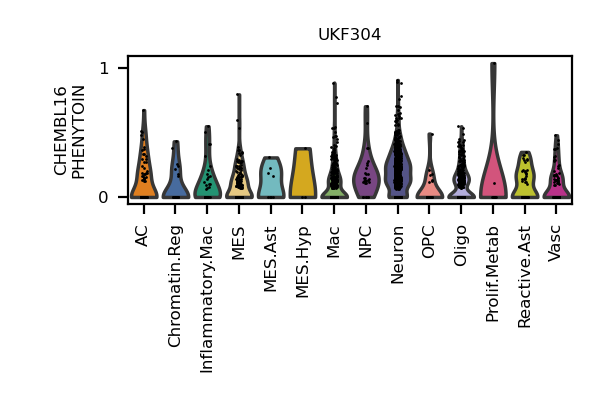 UKF304
CHEMBL16
PHENYTOIN
1
0
AC
Chromatin.Reg
Inflammatory.Mac
MES
MES.Ast
MES.Hyp
Mac
NPC
Neuron
OPC
Oligo
Prolif.Metab
Reactive.Ast
Vasc